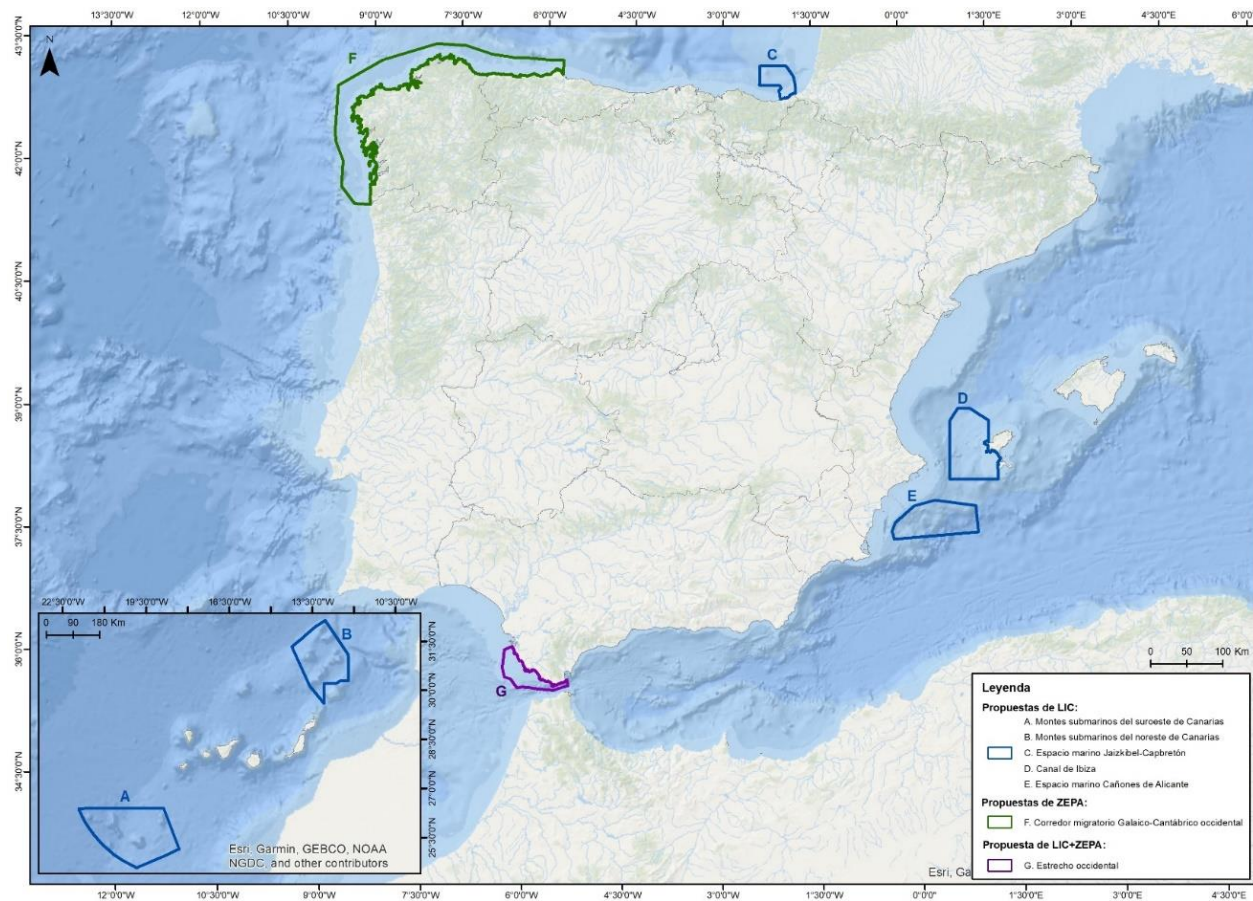 13°30'0"W 12°0'0"W 10°30'0"W 9°0'0"W 7°30'0"W 6°0'0"W 1°30'0"W 0°0'0" 1°30'0"E 3°0'0"E 4°30'0"E 6°0'0"
43°30'0"N
42°0'0"N
40°30'0"N
39°0'0"N
37°30'0"N
36°0'0"N
34°30'0"N
N
F
C
D
E
G
22°30'0"W 19°30'0"W 16°30'0"W 13°30'0"W 10°30'0"W
0 90 180 Km
B
A
31°30'0"N
30°0'0"N
28°30'0"N
27°0'0"N
25°30'0"N
Esri, Garmin, GEBCO, NOAA
NGDC, and other contributors
0 50 100 Km
Leyenda
Propuestas de LIC:
A. Montes submarinos del suroeste de Canarias
B. Montes submarinos del noreste de Canarias
C. Espacio marino Jaizkibel-Capbretón
D. Canal de Ibiza
E. Espacio marino Cañones de Alicante
Propuestas de ZEPA:
F. Corredor migratorio Galaico-Cantábrico occidental
Propuesta de LIC+ZEPA:
G. Estrecho occidental
Esri, Ga
12°0'0"W 10°30'0"W 9°0'0"W 7°30'0"W 6°0'0"W 4°30'0"W 3°0'0"W 1°30'0"W 0°0'0" 1°30'0"E 3°0'0"E 4°30'0"E